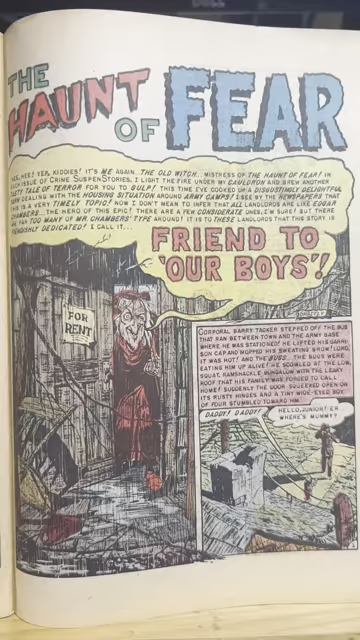 DELL
THE
HAUNT
OF FEAR
HEE, HEE! YEP, KIDDIES! IT'S ME AGAIN. THE OLD WITCH... MISTRESS OF THE HAUNT OF FEAR! IN
EACH ISSUE OF CRIME SUSPENSTORIES, I LIGHT THE FIRE UNDER MY CAULDRON AND BREW ANOTHER
TASTY TALE OF TERROR FOR YOU TO GULP! THIS TIME I'VE COOKED UP A DISGUSTINGLY DELIGHTFUL
YARN DEALING WITH THE HOUSING SITUATION AROUND ARMY CAMPS! I SEE BY THE NEWSPAPERS THAT
THIS IS A VERY TIMELY TOPIC! NOW I DON'T MEAN TO INFER THAT ALL LANDLORDS ARE LIKE EDGAR
CHAMBERS... THE HERO OF THIS EPIC! THERE ARE A FEW CONSIDERATE ONES, I'M SURE! BUT THERE
ARE FAR TOO MANY OF MR. CHAMBERS' TYPE AROUND! IT IS TO THESE LANDLORDS THAT THIS STORY IS
FIENDISHLY DEDICATED! I CALL IT...
FRIEND TO
'OUR BOYS'!
FOR
RENT
CORPORAL BARRY TACKER STEPPED OFF THE BUS
THAT RAN BETWEEN TOWN AND THE ARMY BASE
WHERE HE WAS STATIONED! HE LIFTED HIS GARRI-
SON CAP AND MOPPED HIS SWEATING BROW! LORD,
IT WAS HOT! AND THE BUGS... THE BUGS WERE
EATING HIM UP ALIVE! HE SCOWLED AT THE LOW,
SQUAT, RAMSHACKLE BUNGALOW WITH THE LEAKY
ROOF THAT HIS FAMILY WAS FORCED TO CALL
HOME! SUDDENLY THE DOOR SQUEEKED OPEN ON
ITS RUSTY HINGES AND A TINY WIDE-EYED BOY
OF FOUR STUMBLED TOWARD HIM...
DADDY! DADDY!
HELLO, JUNIOR! ER
WHERE'S MUMMY?